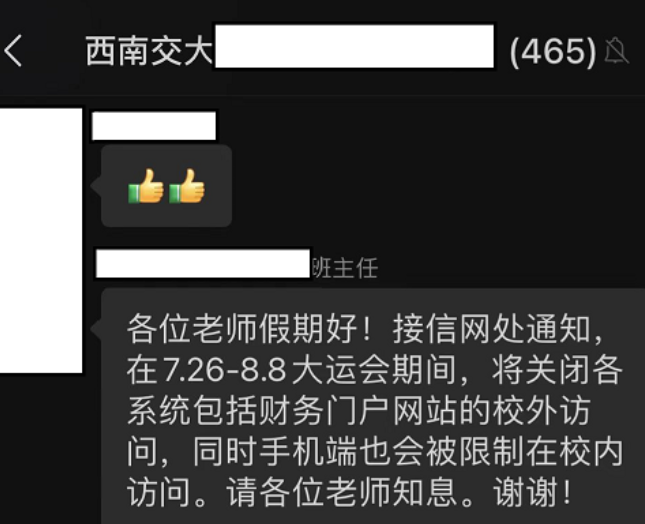 西南交大
(465)
班主任
各位老师假期好！接信网处通知，
在7.26-8.8大运会期间，将关闭各
系统包括财务门户网站的校外访
问，同时手机端也会被限制在校内
访问。请各位老师知息。谢谢！